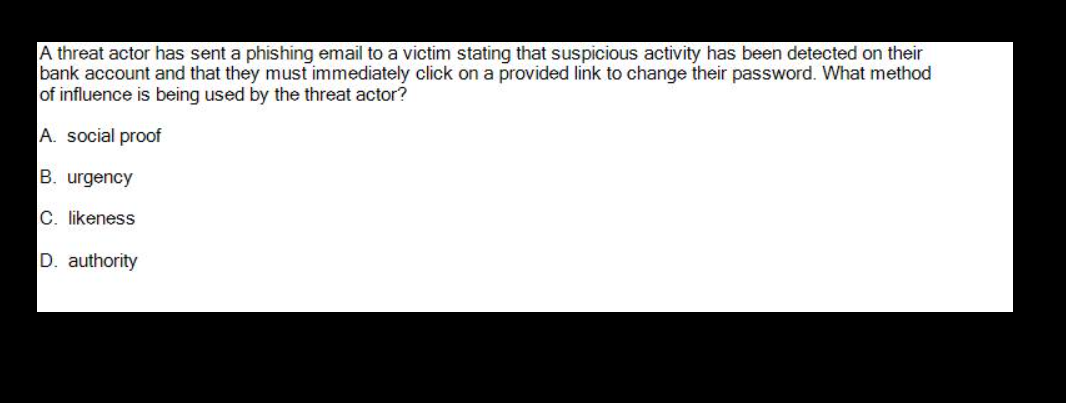 A threat actor has sent a phishing email to a victim stating that suspicious activity has been detected on their
bank account and that they must immediately click on a provided link to change their password. What method
of influence is being used by the threat actor?
A. social proof
B. urgency
C. likeness
D. authority